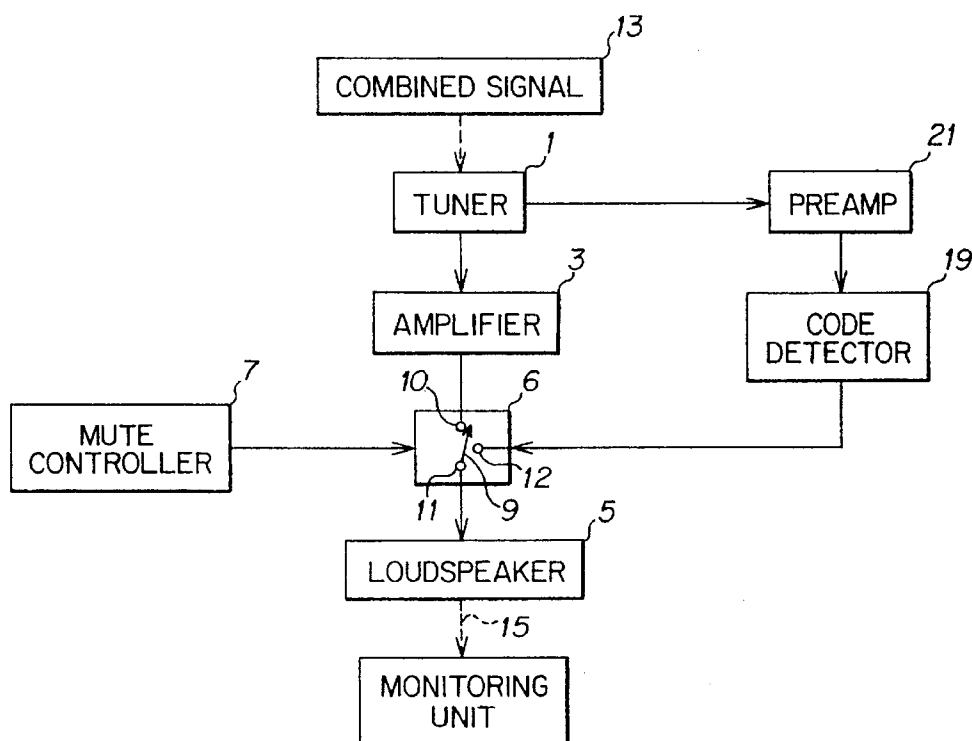 13
COMBINED SIGNAL
1
21
TUNER
PREAMP
3
19
AMPLIFIER
CODE
DETECTOR
7
10
6
MUTE
CONTROLLER
11
9
12
5
LOUDSPEAKER
15
MONITORING
UNIT